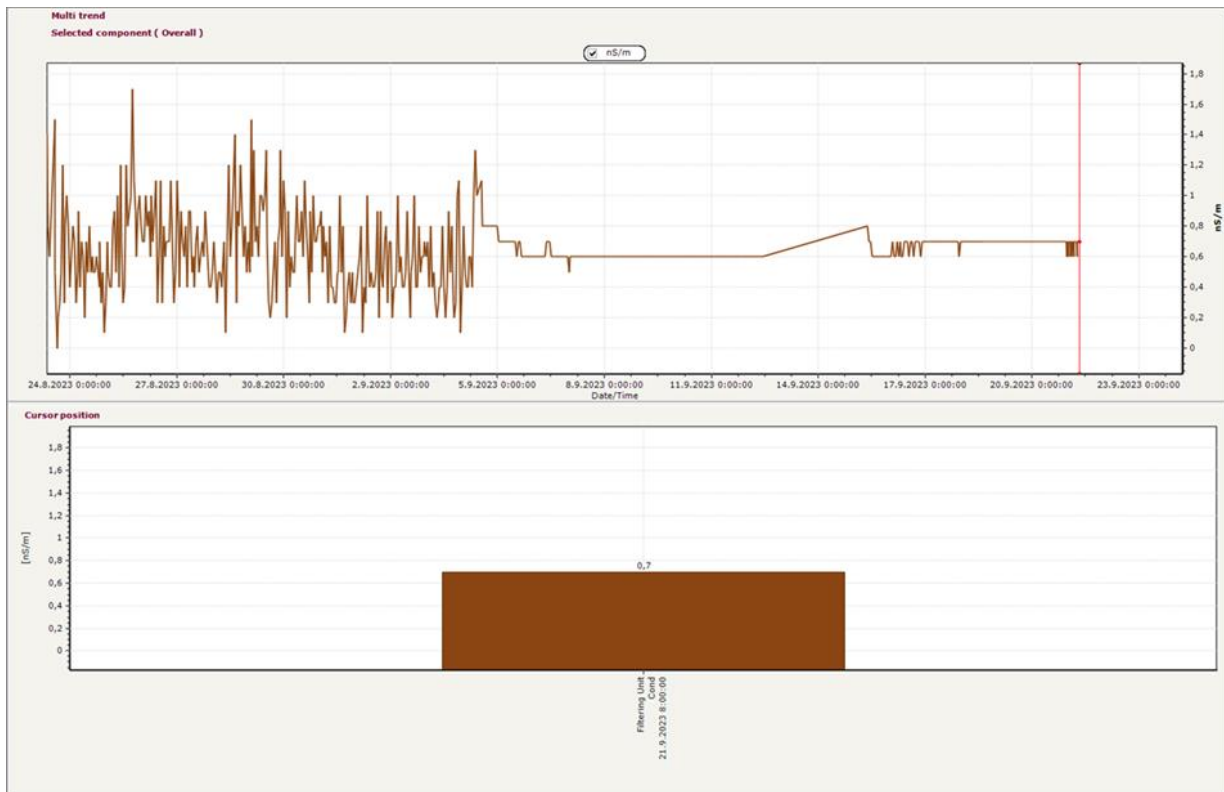 Multi trend
Selected component ( Overall )
nS/m
1,8
1,6
1,4
1,2
1
0,8
0,6
0,4
0,2
0
nS/m
24.8.2023 0:00:00 27.8.2023 0:00:00 30.8.2023 0:00:00 2.9.2023 0:00:00 5.9.2023 0:00:00 8.9.2023 0:00:00 11.9.2023 0:00:00 14.9.2023 0:00:00 17.9.2023 0:00:00 20.9.2023 0:00:00 23.9.2023 0:00:00
Date/Time
Cursor position
1,8
1,6
1,4
1,2
1
0,8
0,6
0,4
0,2
0
[nS/m]
0,7
Filtering Unit
Cond
21.9.2023 8:00:00